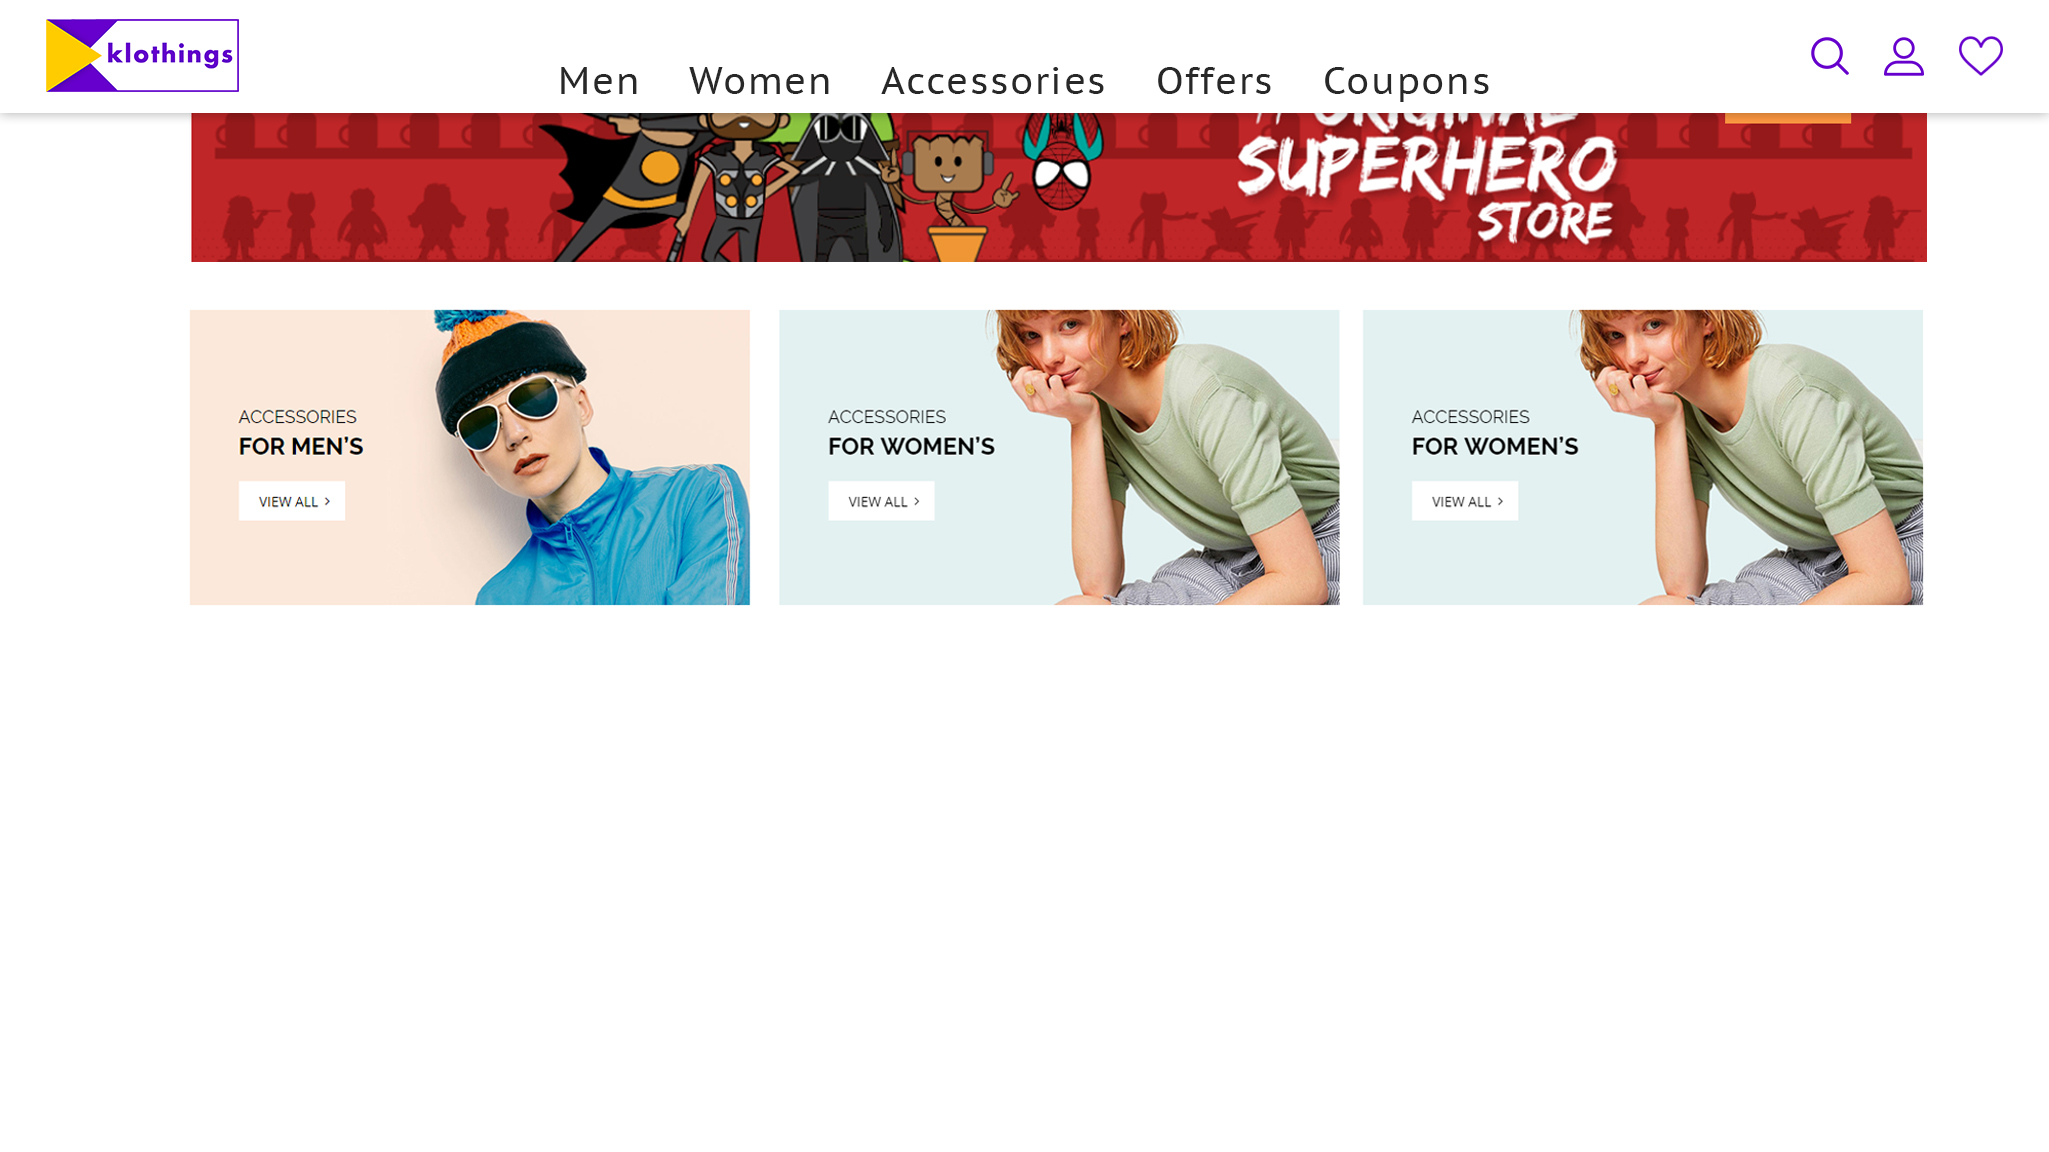 klothings
Men Women Accessories Offers Coupons
ORIGINAL
SUPERHERO
STORE
ACCESSORIES
FOR MEN'S
VIEW ALL >
ACCESSORIES
FOR WOMEN'S
VIEW ALL >
ACCESSORIES
FOR WOMEN'S
VIEW ALL >